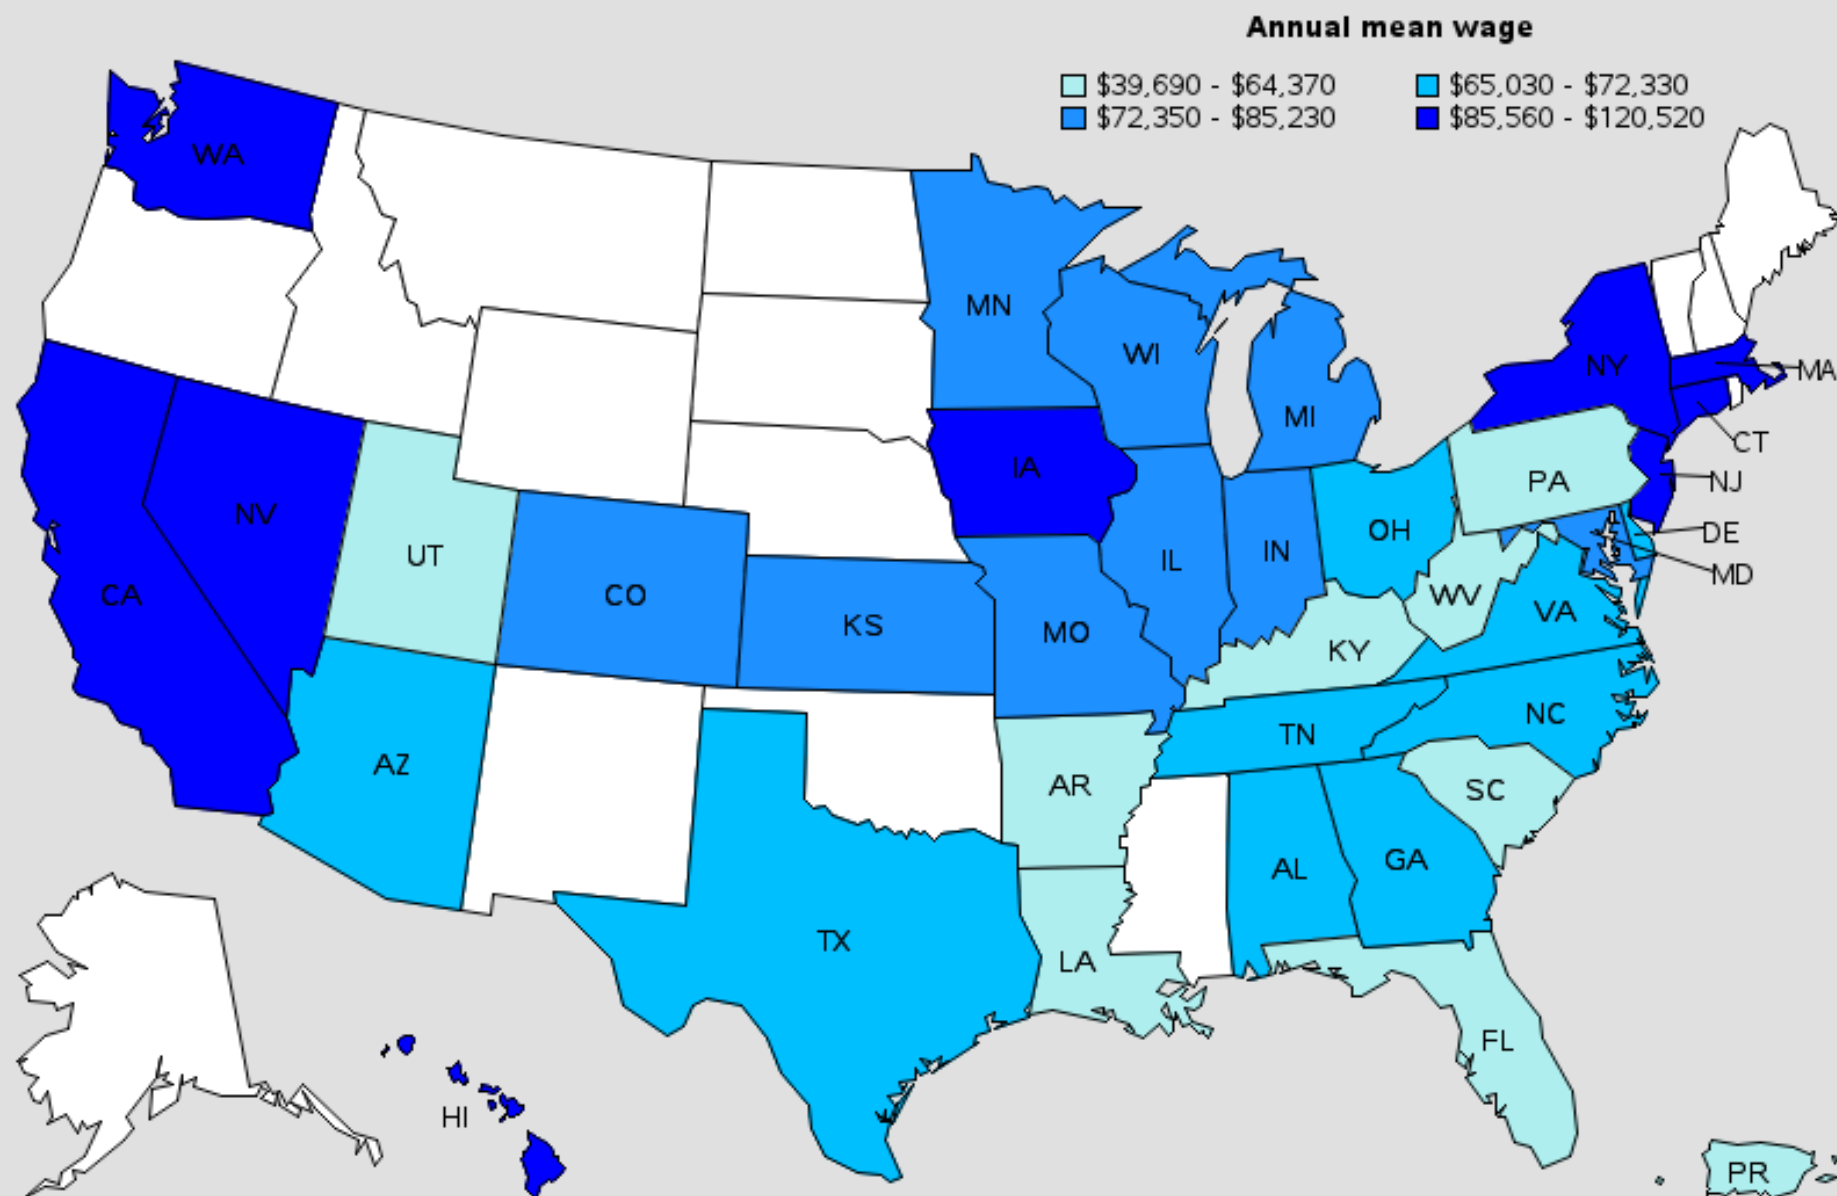 Annual mean wage
$39,690 - $64,370 $65,030 - $72,330
$72,350 - $85,230 $85,560 - $120,520
WA
MN
WI
NY
MA
MI
CT
IA
PA
NJ
NV
OH
DE
UT
IN
IL
MD
CA
CO
WV
VA
KS
MO
KY
NC
TN
AZ
AR
SC
GA
AL
TX
LA
FL
HI
PR